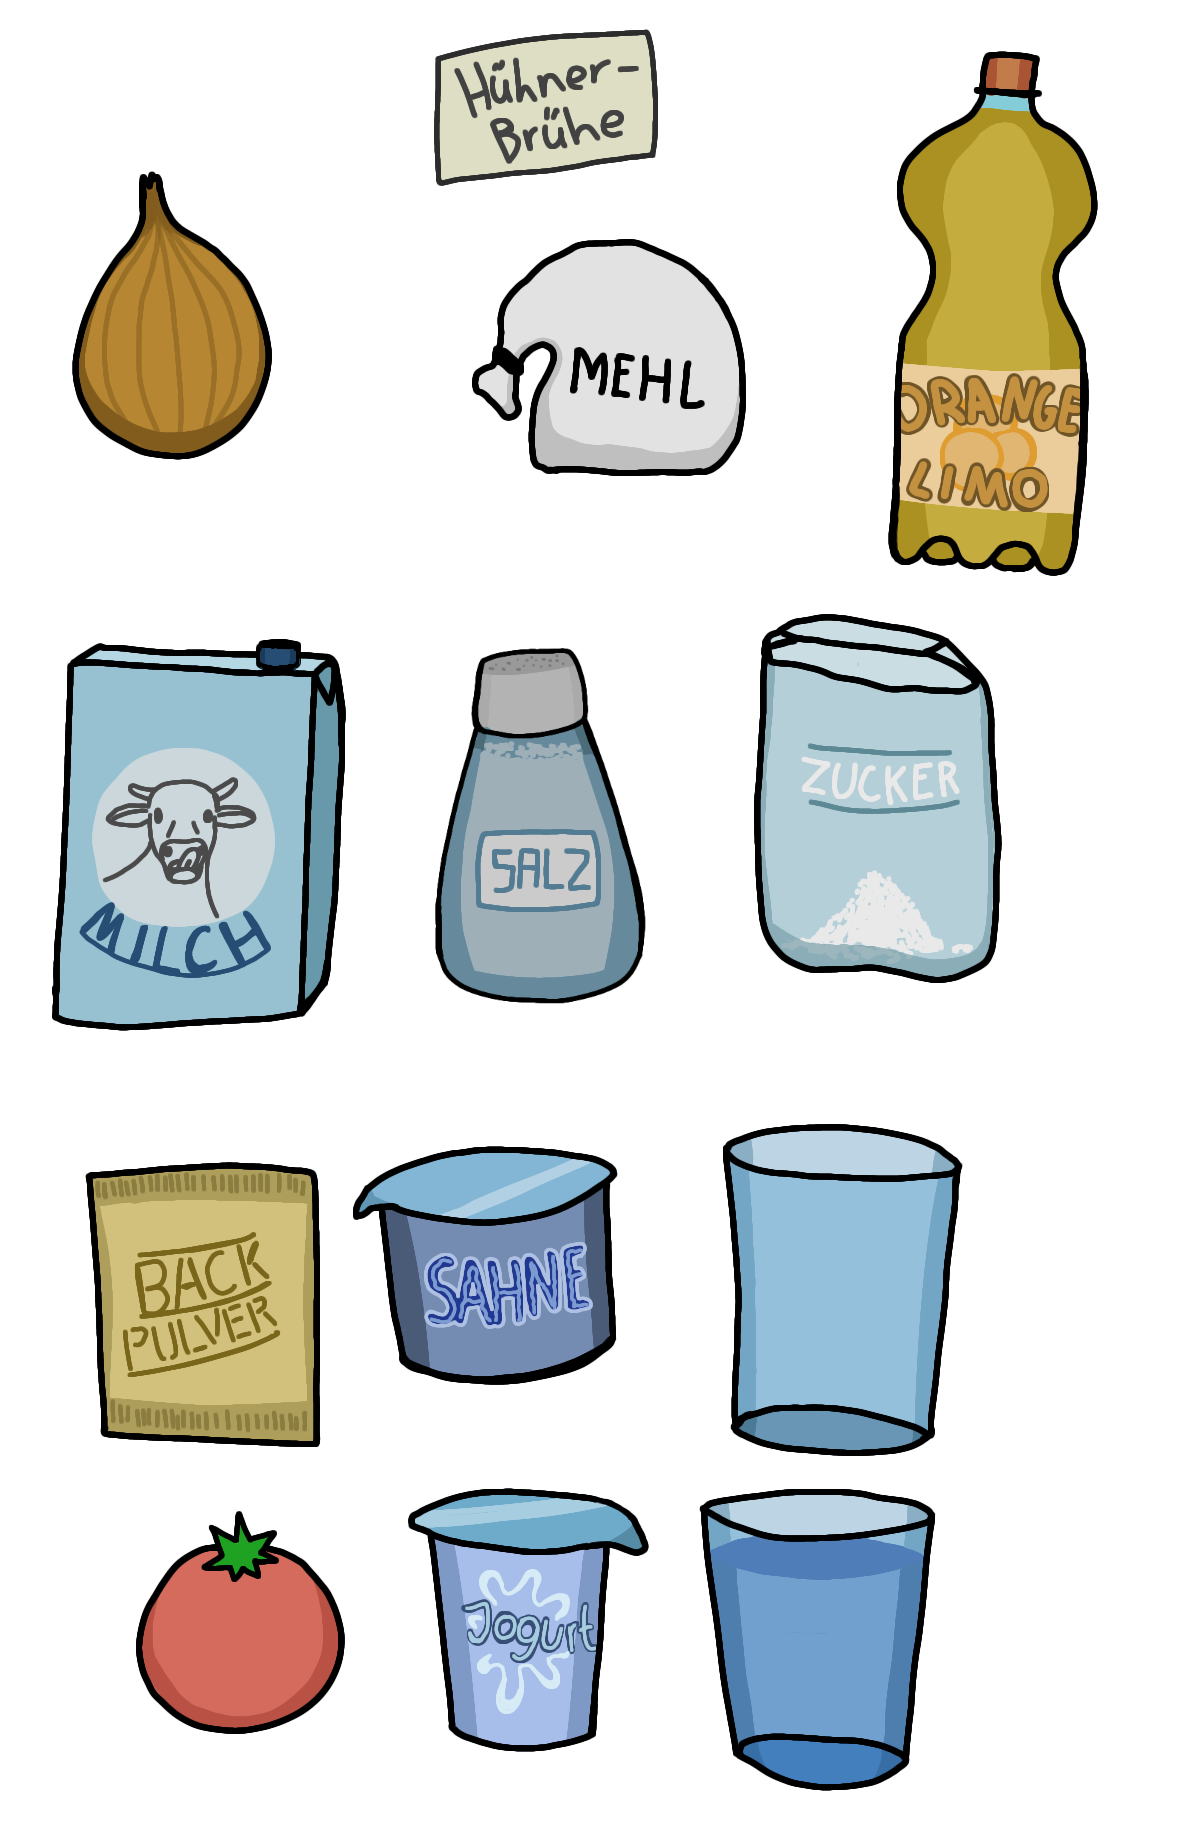 Hühner-
Brühe
MEHL
ORANGE
LIMO
MILCH
SALZ
ZUCKER
BACK
PULVER
SAHNE
Jogurt